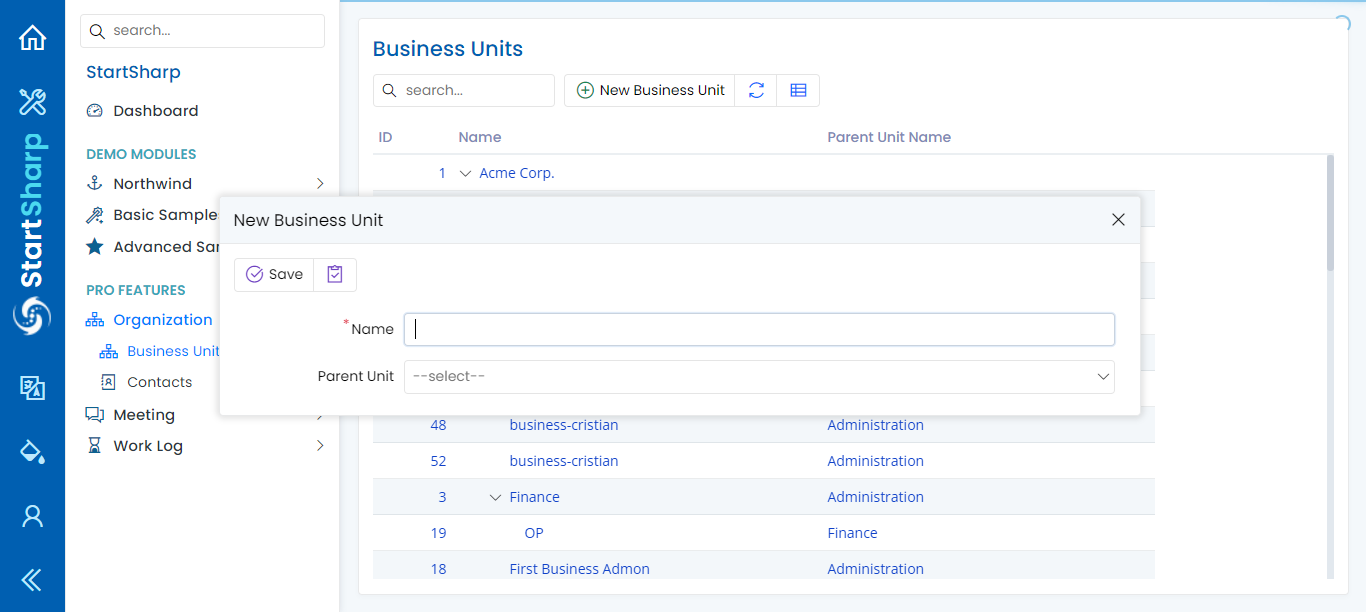 StartSharp
search...
StartSharp
Dashboard
DEMO MODULES
Northwind
Basic Sample
Advanced Sar
PRO FEATURES
Organization
Business Unit
Contacts
Meeting
Work Log
Business Units
search...
New Business Unit
ID Name Parent Unit Name
1 Acme Corp.
New Business Unit
Save
*Name
Parent Unit --select--
48 business-cristian Administration
52 business-cristian Administration
3 Finance Administration
19 OP Finance
18 First Business Admon Administration